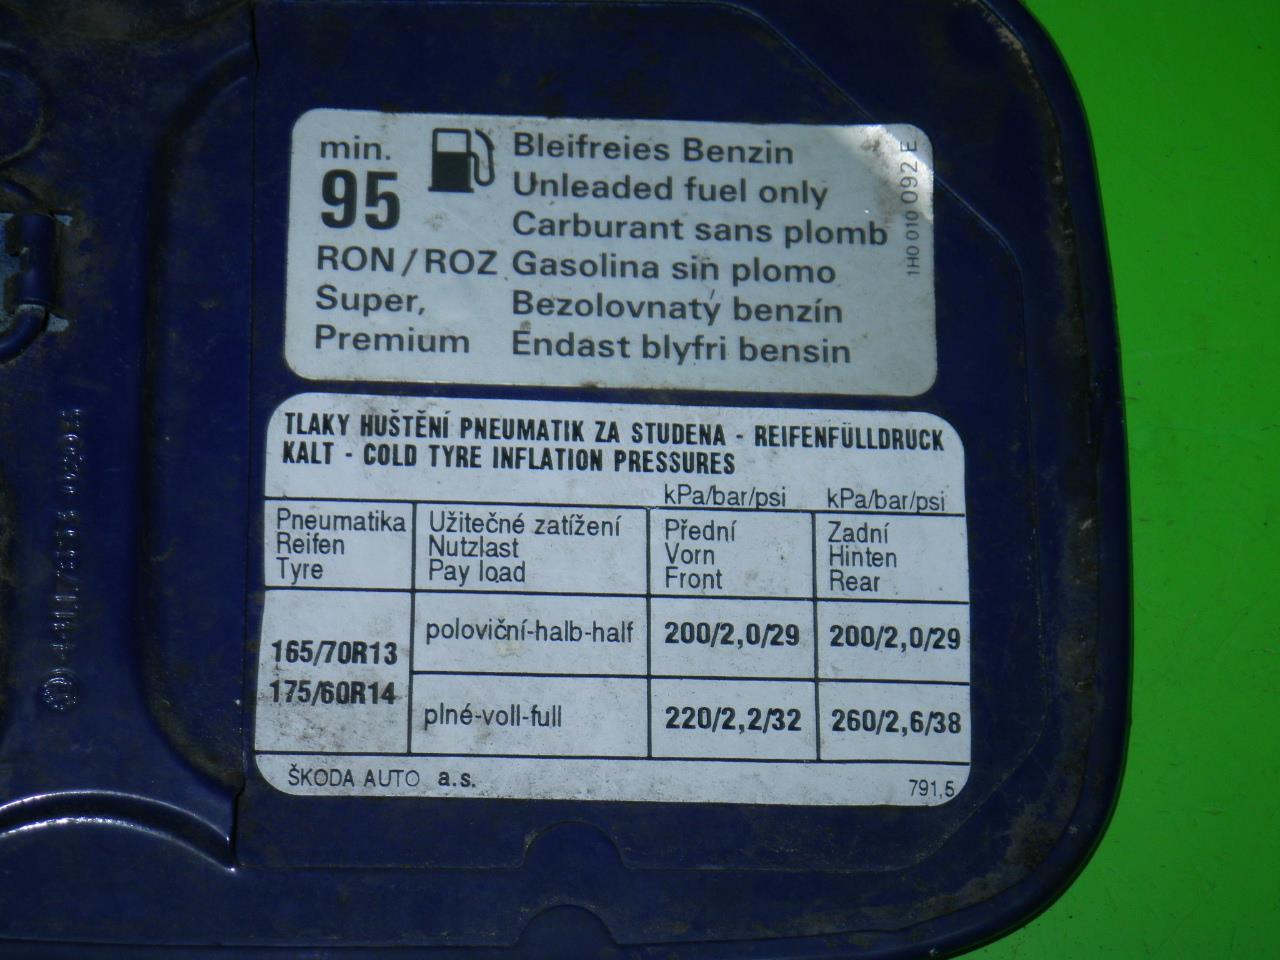 min.
95
RON/ROZ
Super,
Premium
Bleifreies Benzin
Unleaded fuel only
Carburant sans plomb
Gasolina sin plomo
Bezolovnatý benzín
Endast blyfri bensin
1H0 010 092 E
TLAKY HUŠTĚNÍ PNEUMATIK ZA STUDENA - REIFENFÜLLDRUCK
KALT - COLD TYRE INFLATION PRESSURES
kPa/bar/psi kPa/bar/psi
Pneumatika
Reifen
Tyre
Užitečné zatížení
Nutzlast
Pay load
Přední
Vorn
Front
Zadní
Hinten
Rear
165/70R13
175/60R14
poloviční-halb-half 200/2,0/29 200/2,0/29
plné-voll-full 220/2,2/32 260/2,6/38
ŠKODA AUTO a.s. 791,5